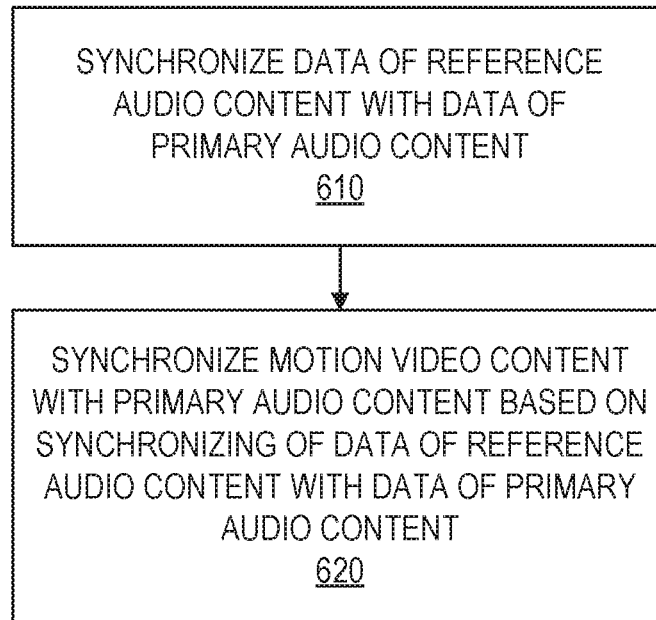 SYNCHRONIZE DATA OF REFERENCE
AUDIO CONTENT WITH DATA OF
PRIMARY AUDIO CONTENT
610
SYNCHRONIZE MOTION VIDEO CONTENT
WITH PRIMARY AUDIO CONTENT BASED ON
SYNCHRONIZING OF DATA OF REFERENCE
AUDIO CONTENT WITH DATA OF PRIMARY
AUDIO CONTENT
620